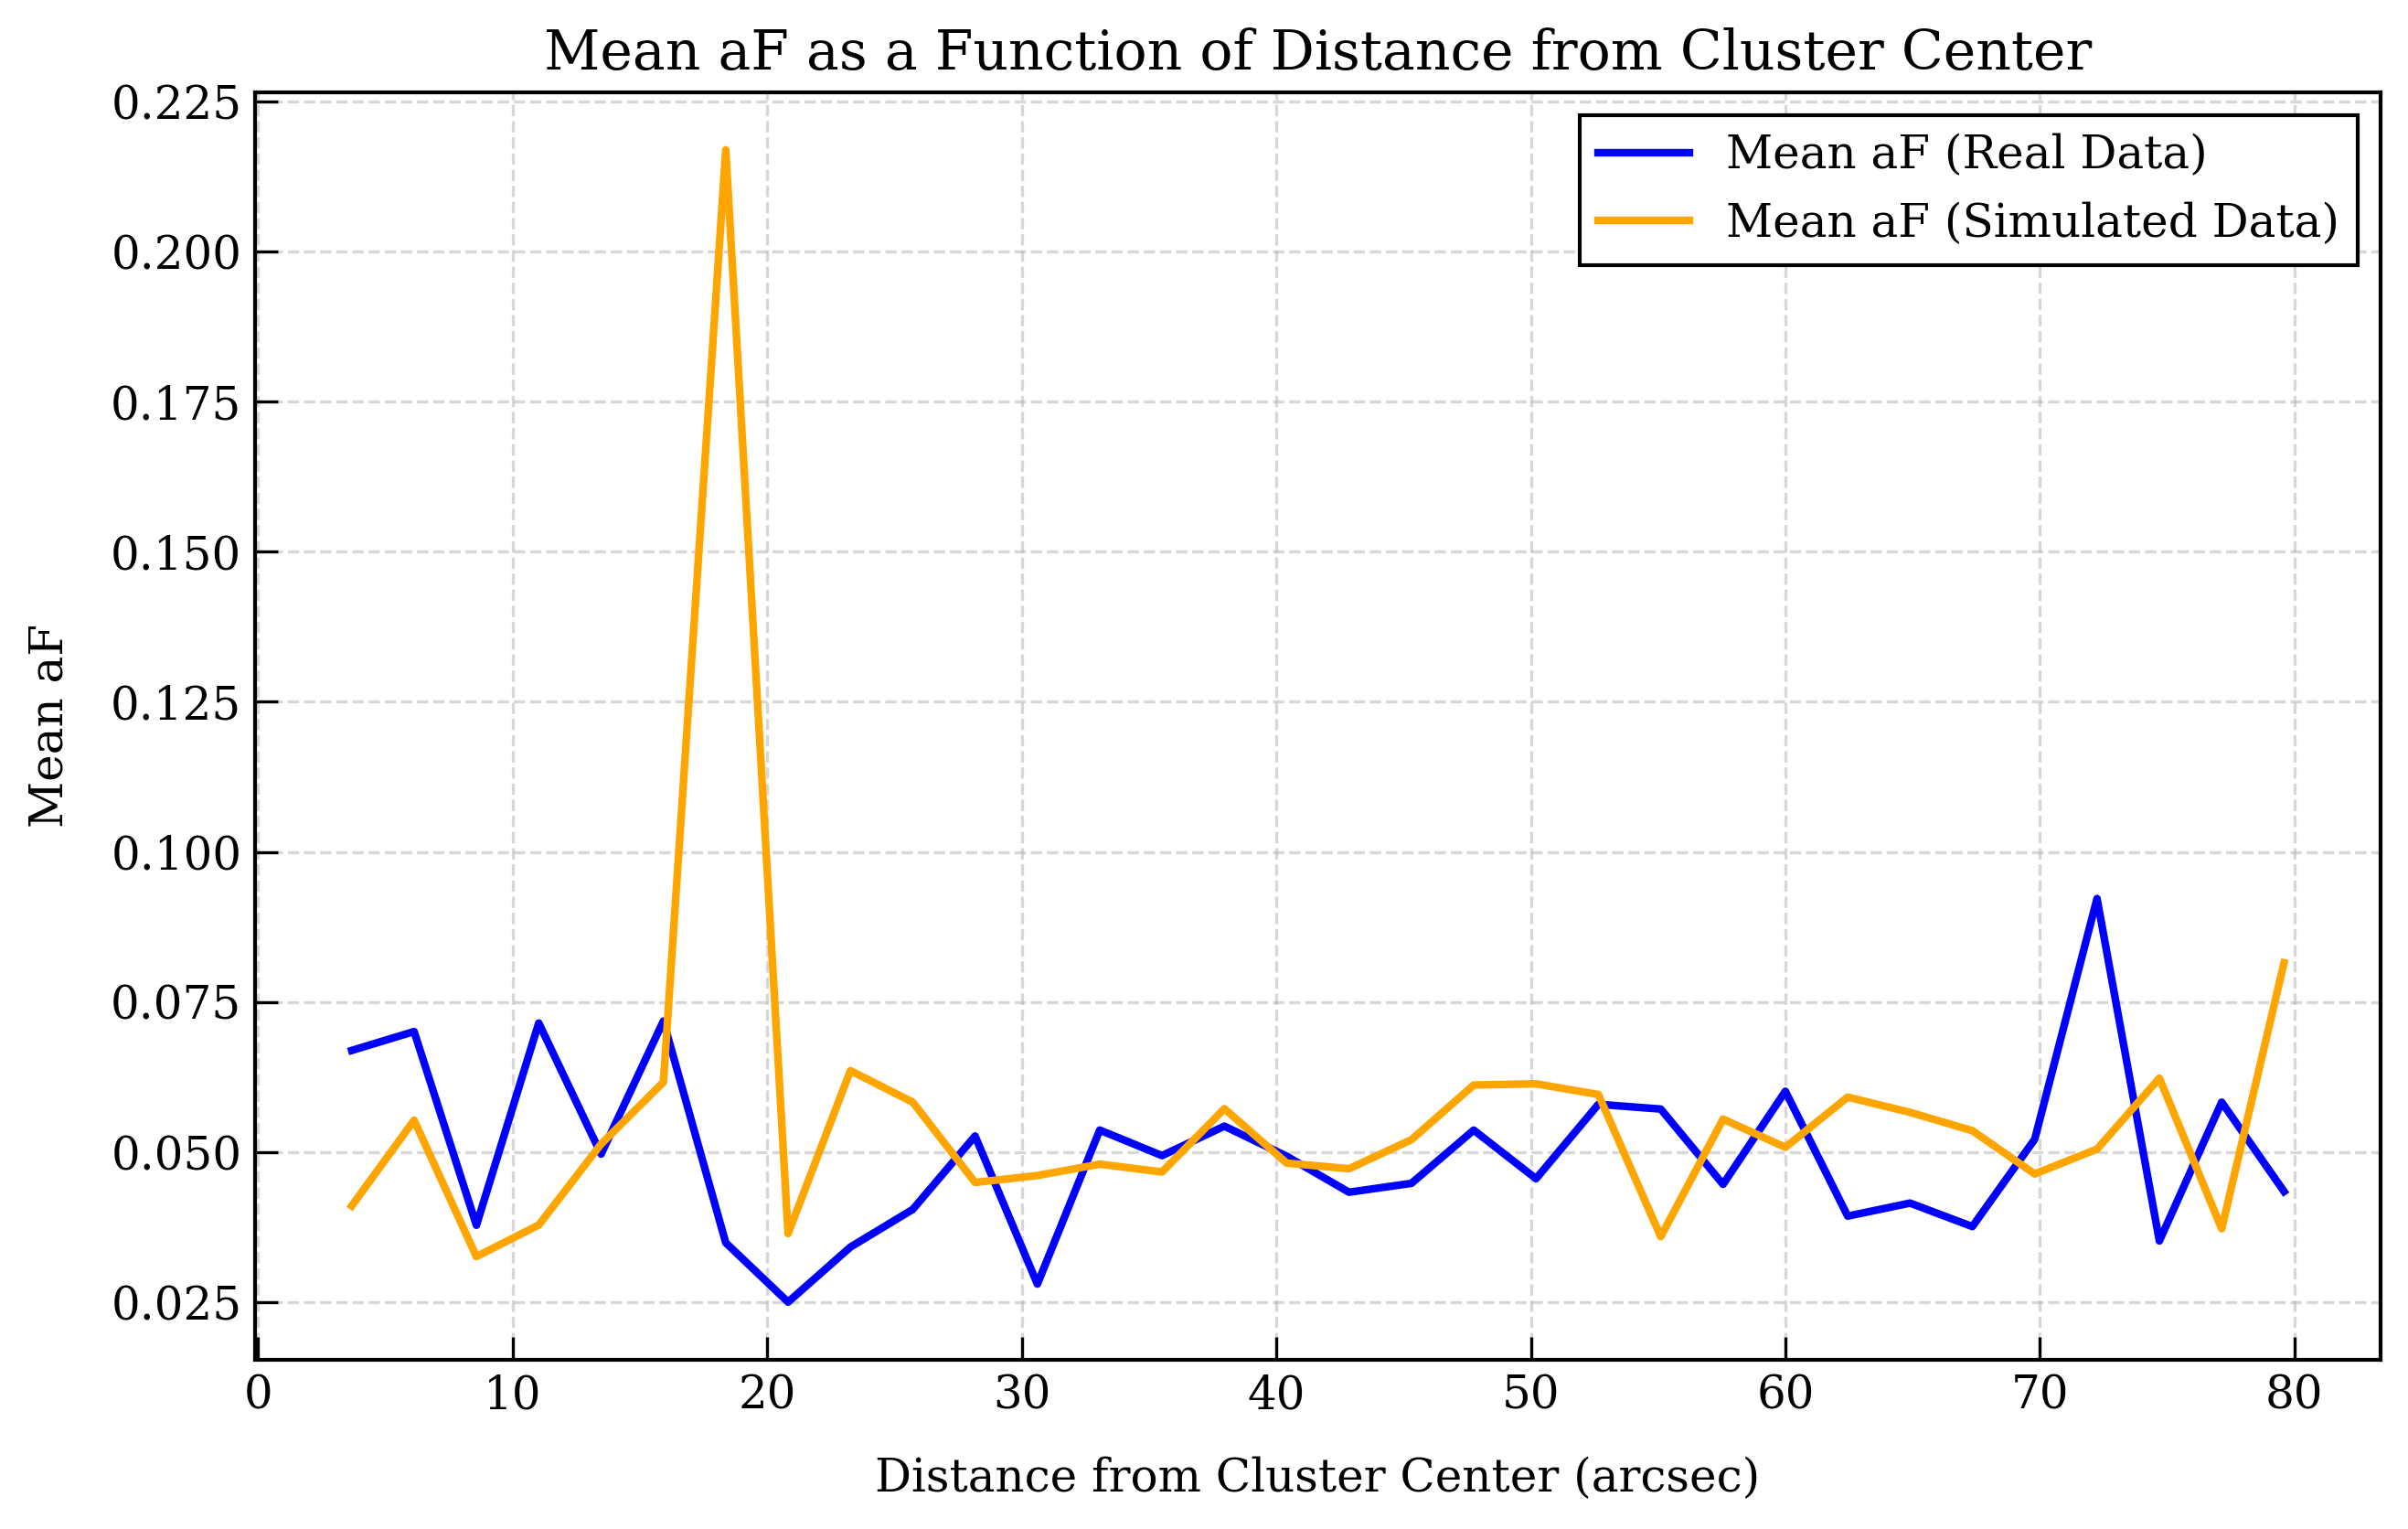 Mean aF as a Function of Distance from Cluster Center
Mean aF (Real Data)
Mean aF (Simulated Data)
0.225
0.200
0.175
0.150
0.125
0.100
0.075
0.050
0.025
Mean aF
0 10 20 30 40 50 60 70 80
Distance from Cluster Center (arcsec)